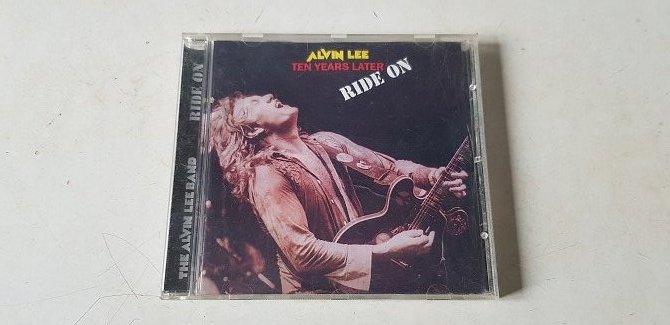 ALVIN LEE
TEN YEARS LATER
RIDE ON
THE ALVIN LEE BAND RIDE ON